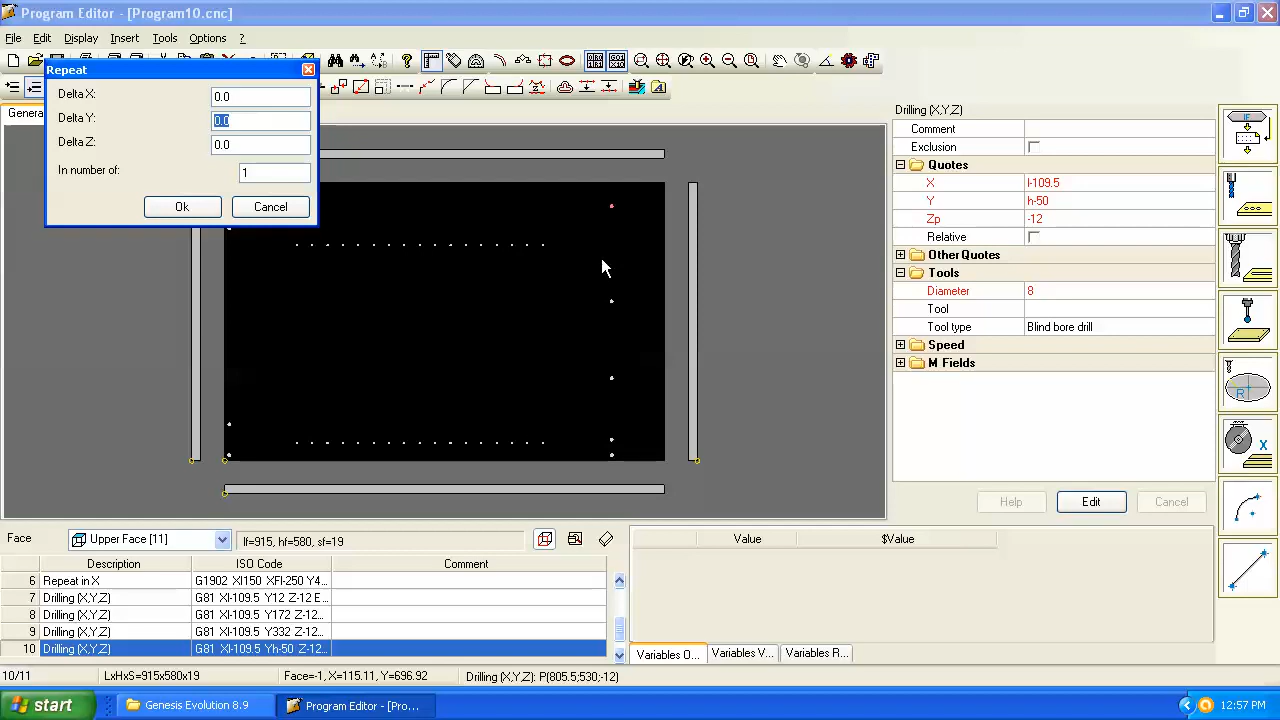 Program Editor - [Program10.cnc]
File Edit Display Insert Tools Options ?
Repeat
Delta X: 0.0
Delta Y: 0.0
Delta Z: 0.0
In number of: 1
Ok Cancel
Genera
Drilling (X,Y,Z)
Comment
Exclusion
Quotes
X l-109.5
Y h-50
Zp -12
Relative
Other Quotes
Tools
Diameter 8
Tool
Tool type Blind bore drill
Speed
M Fields
Help Edit Cancel
IF
R
X
Face Upper Face [11] lf=915, hf=580, sf=19
Description ISO Code Comment
6 Repeat in X G1902 Xl150 XFl-250 Y4...
7 Drilling (X,Y,Z) G81 Xl-109.5 Y12 Z-12 E...
8 Drilling (X,Y,Z) G81 Xl-109.5 Y172 Z-12...
9 Drilling (X,Y,Z) G81 Xl-109.5 Y332 Z-12...
10 Drilling (X,Y,Z) G81 Xl-109.5 Yh-50 Z-12...
Value $Value
Variables O... Variables V... Variables R...
10/11 LxHxS=915x580x19 Face=-1, X=115.11, Y=696.92 Drilling (X,Y,Z): P(805.5;530;-12)
start Genesis Evolution 8.9 Program Editor - [Pro... 12:57 PM